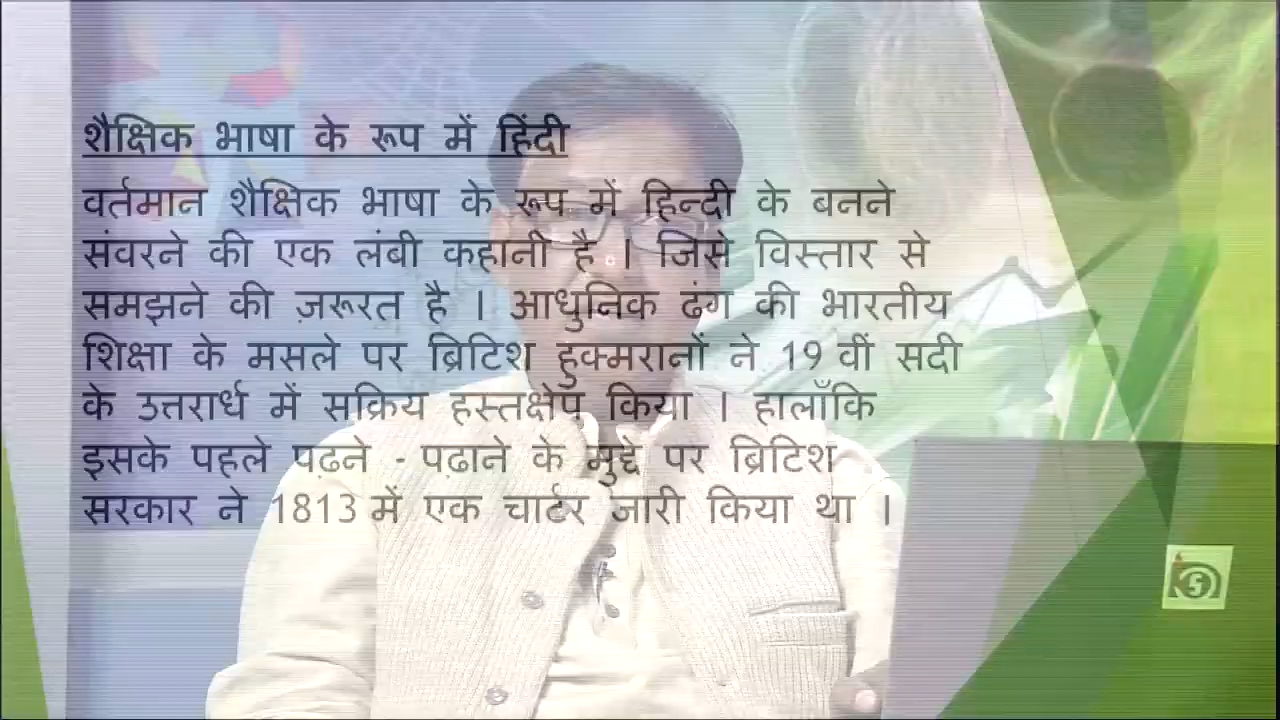 शैक्षिक भाषा के रूप में हिंदी
वर्तमान शैक्षिक भाषा के रूप में हिन्दी के बनने
संवरने की एक लंबी कहानी है । जिसे विस्तार से
समझने की ज़रूरत है । आधुनिक ढंग की भारतीय
शिक्षा के मसले पर ब्रिटिश हुक्मरानों ने 19 वीं सदी
के उत्तरार्ध में सक्रिय हस्तक्षेप किया । हालाँकि
इसके पहले पढ़ने - पढ़ाने के मुद्दे पर ब्रिटिश
सरकार ने 1813 में एक चार्टर जारी किया था ।
5